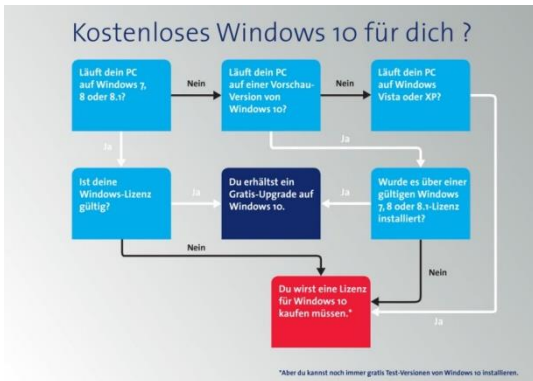 Kostenloses Windows 10 für dich ?
Läuft dein PC
auf Windows 7,
8 oder 8.1?
Nein
Läuft dein PC
auf einer Vorschau-
Version von
Windows 10?
Nein
Läuft dein PC
auf Windows
Vista oder XP?
Ja
Ja
Ist deine
Windows-Lizenz
gültig?
Ja
Du erhältst ein
Gratis-Upgrade auf
Windows 10.
Ja
Wurde es über einer
gültigen Windows
7, 8 oder 8.1-Lizenz
installiert?
Nein
Nein
Du wirst eine Lizenz
für Windows 10
kaufen müssen.*
Ja
*Aber du kannst noch immer gratis Test-Versionen von Windows 10 installieren.